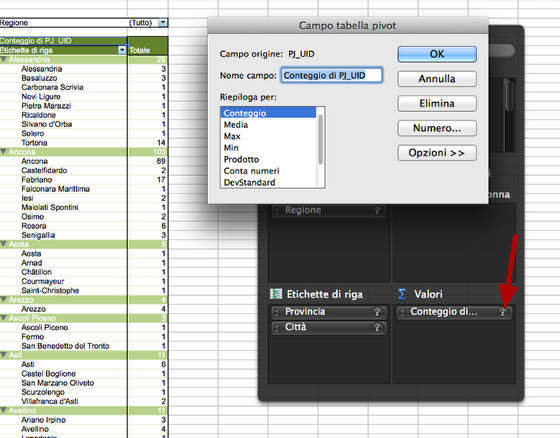 Regione (Tutto)
Conteggio di PJ_UID
Etichette di riga Totale
Alessandria 28
Alessandria 3
Basaluzzo 3
Carbonara Scrivia 1
Novi Ligure 1
Pietra Marazzi 1
Ricaldone 1
Silvano d'Orba 1
Solero 1
Tortona 14
Ancona 103
Ancona 69
Castelfidardo 2
Fabriano 17
Falconara Marittima 1
Iesi 2
Maiolati Spontini 1
Osimo 2
Rosora 6
Senigallia 3
Aosta 5
Aosta 1
Arnad 1
Châtillon 1
Courmayeur 1
Saint-Christophe 1
Arezzo 4
Arezzo 4
Ascoli Piceno 3
Ascoli Piceno 1
Fermo 1
San Benedetto del Tronto 1
Asti 11
Asti 6
Castel Boglione 1
San Marzano Oliveto 1
Scurzolengo 1
Villafranca d'Asti 2
Avellino 11
Ariano Irpino 3
Avellino 4
Campo tabella pivot
Campo origine: PJ_UID
Nome campo: Conteggio di PJ_UID
Riepiloga per:
Conteggio
Media
Max
Min
Prodotto
Conta numeri
DevStandard
OK
Annulla
Elimina
Numero...
Opzioni >>
onna
Regione
Etichette di riga
Provincia
Città
Σ Valori
Conteggio di...